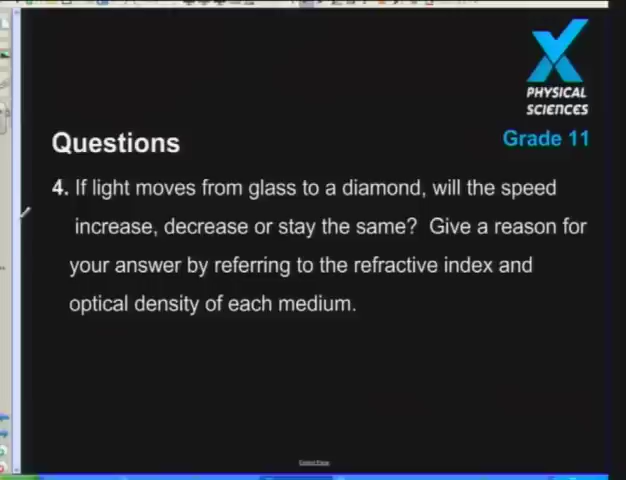 PHYSICAL
SCIENCES
Grade 11
Questions
4. If light moves from glass to a diamond, will the speed
increase, decrease or stay the same? Give a reason for
your answer by referring to the refractive index and
optical density of each medium.